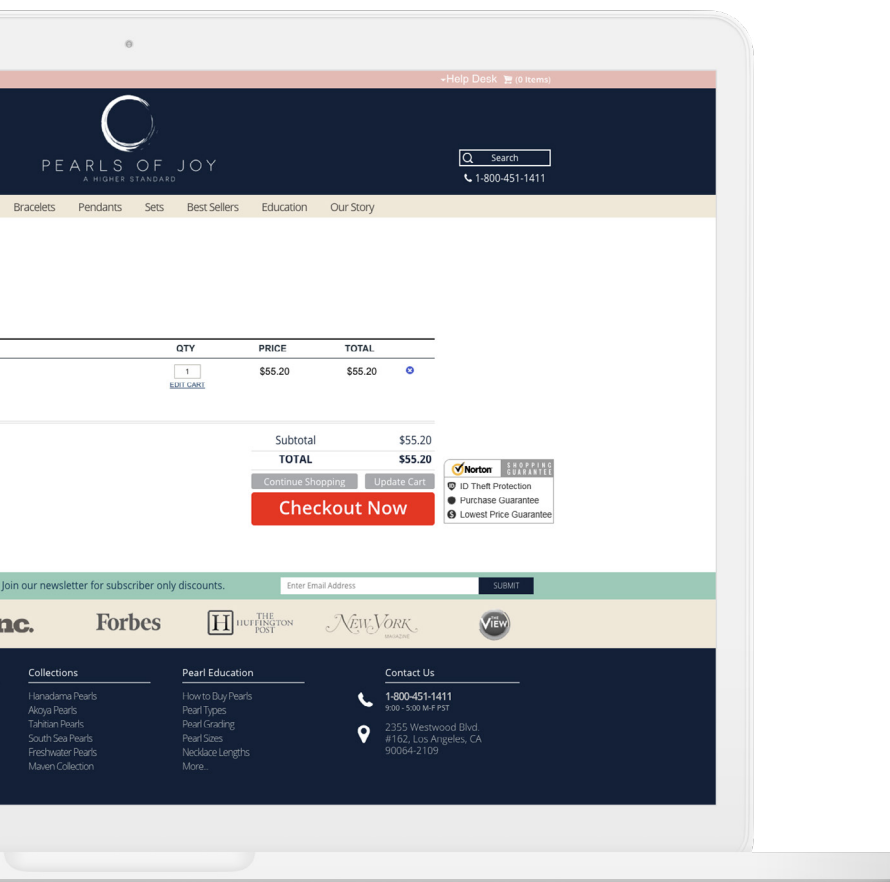 Help Desk (0 Items)
PEARLS OF JOY
A HIGHER STANDARD
Search
1-800-451-1411
Bracelets Pendants Sets Best Sellers Education Our Story
QTY PRICE TOTAL
1 $55.20 $55.20
EDIT CART
Subtotal $55.20
TOTAL $55.20
Continue Shopping Update Cart
Checkout Now
Norton SHOPPING GUARANTEE
ID Theft Protection
Purchase Guarantee
Lowest Price Guarantee
Join our newsletter for subscriber only discounts. Enter Email Address SUBMIT
nc. Forbes H THE HUFFINGTON POST NEW YORK MAGAZINE THE VIEW
Collections
Hanadama Pearls
Akoya Pearls
Tahitian Pearls
South Sea Pearls
Freshwater Pearls
Maven Collection
Pearl Education
How to Buy Pearls
Pearl Types
Pearl Grading
Pearl Sizes
Necklace Lengths
More...
Contact Us
1-800-451-1411
9:00 - 5:00 M-F PST
2355 Westwood Blvd.
#162, Los Angeles, CA
90064-2109